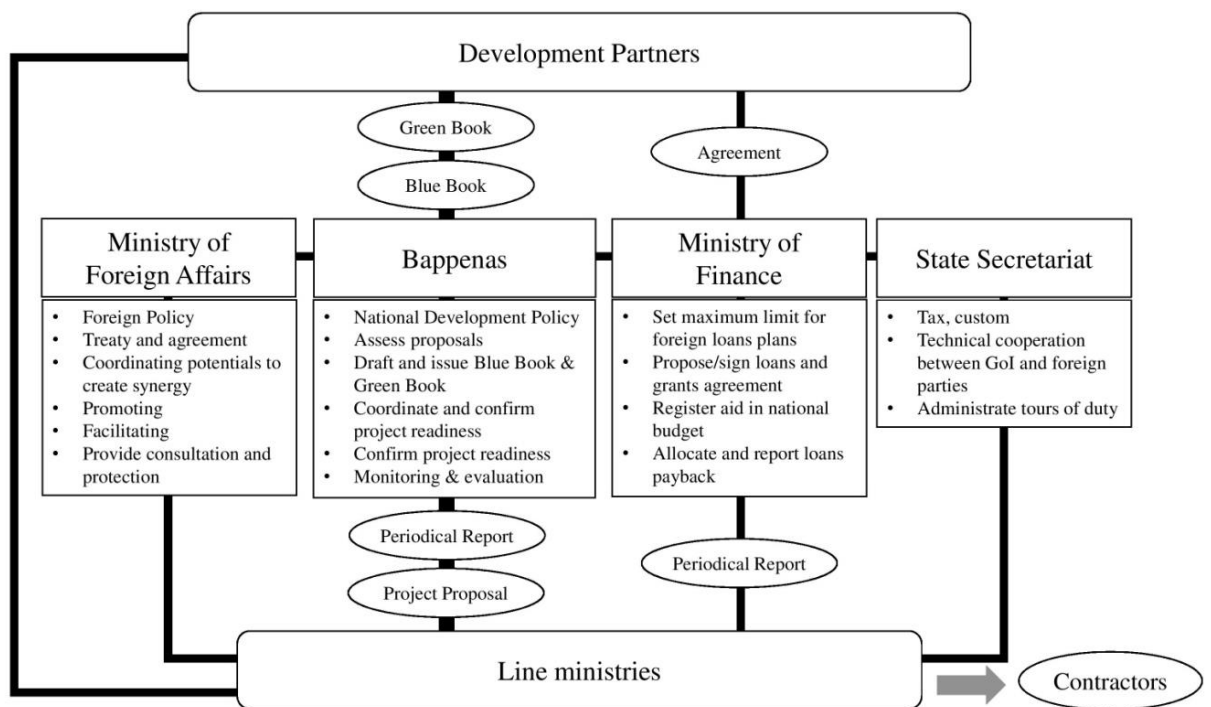 Development Partners
Green Book
Blue Book
Agreement
Ministry of
Foreign Affairs
• Foreign Policy
• Treaty and agreement
• Coordinating potentials to
create synergy
• Promoting
• Facilitating
• Provide consultation and
protection
Bappenas
• National Development Policy
• Assess proposals
• Draft and issue Blue Book &
Green Book
• Coordinate and confirm
project readiness
• Confirm project readiness
• Monitoring & evaluation
Ministry of
Finance
• Set maximum limit for
foreign loans plans
• Propose/sign loans and
grants agreement
• Register aid in national
budget
• Allocate and report loans
payback
State Secretariat
• Tax, custom
• Technical cooperation
between GoI and foreign
parties
• Administrate tours of duty
Periodical Report
Project Proposal
Periodical Report
Line ministries
Contractors